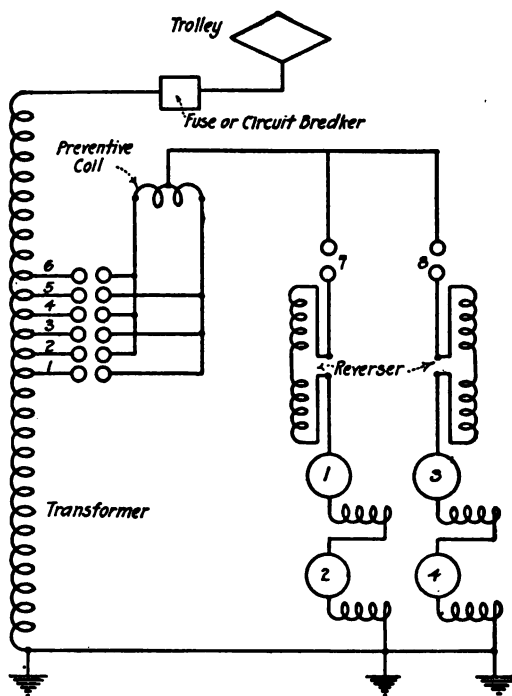 Trolley
Fuse or Circuit Breaker
Preventive
Coil
6
5
4
3
2
1
7
8
Reverser
1
3
Transformer
2
4